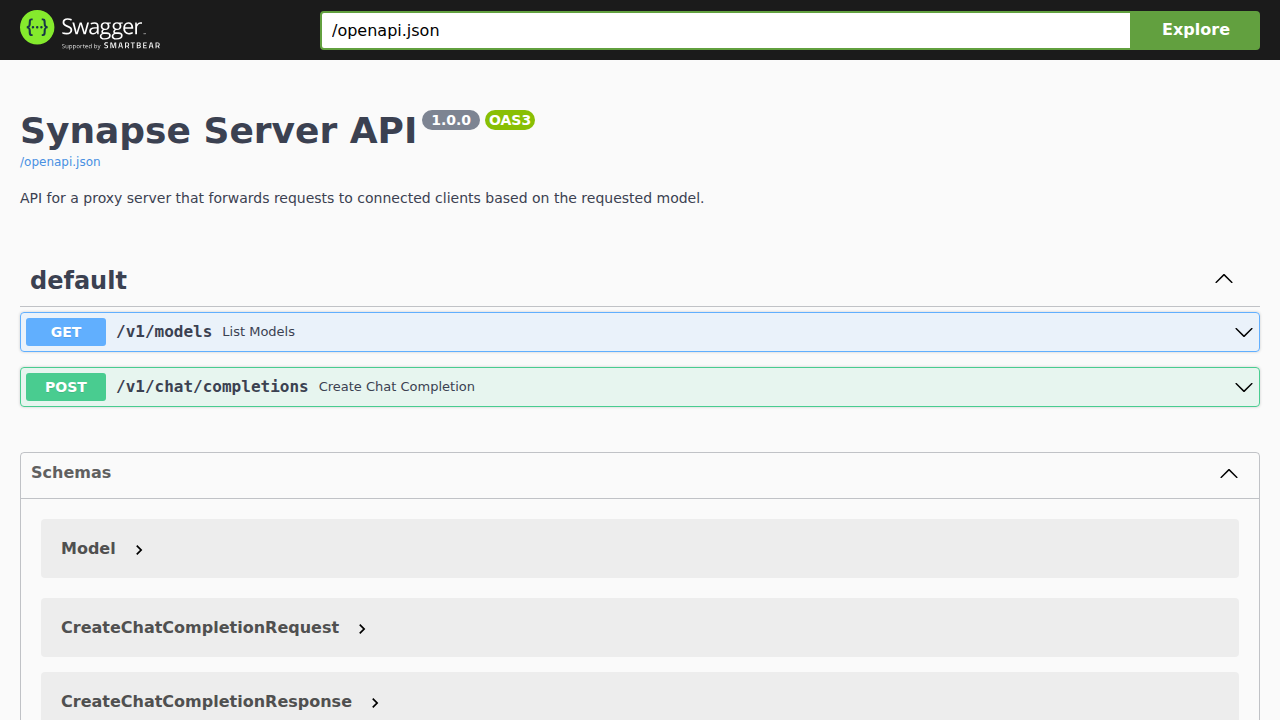 Swagger
Supported by SMARTBEAR
/openapi.json
Explore
Synapse Server API 1.0.0 OAS3
/openapi.json
API for a proxy server that forwards requests to connected clients based on the requested model.
default
GET /v1/models List Models
POST /v1/chat/completions Create Chat Completion
Schemas
Model
CreateChatCompletionRequest
CreateChatCompletionResponse